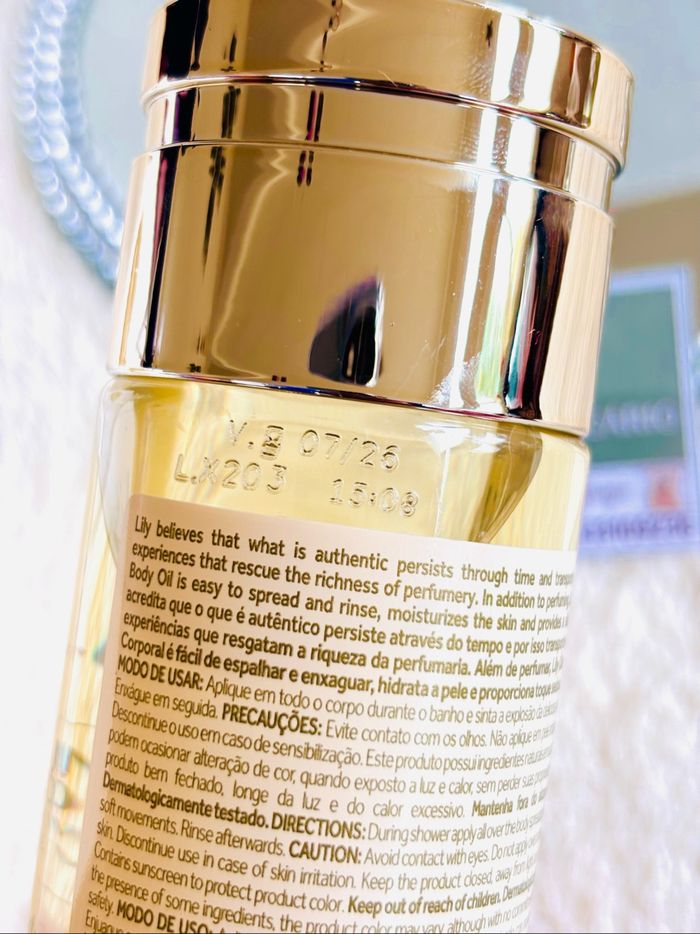 V. 07/26
L.X203 15:08
Lily believes that what is authentic persists through time and
experiences that rescue the richness of perfumery. In addition to perfuming,
Body Oil is easy to spread and rinse, moisturizes the skin and provides
acredita que o que é autêntico persiste através do tempo e por isso
experiências que resgatam a riqueza da perfumaria. Além de perfumar, Lily
Corporal é fácil de espalhar e enxaguar, hidrata a pele e proporciona toque
MODO DE USAR: Aplique em todo o corpo durante o banho e sinta a explosão
Enxágue em seguida. PRECAUÇÕES: Evite contato com os olhos. Não aplique em
Descontinue o uso em caso de sensibilização. Este produto possui ingredientes
podem ocasionar alteração de cor, quando exposto a luz e calor, sem perder suas
produto bem fechado, longe da luz e do calor excessivo. Mantenha fora do
Dermatologicamente testado. DIRECTIONS: During shower apply all over the body
soft movements. Rinse afterwards. CAUTION: Avoid contact with eyes. Do not apply
skin. Discontinue use in case of skin irritation. Keep the product closed, away from
Contains sunscreen to protect product color. Keep out of reach of children.
the presence of some ingredients, the product color may vary, although with no
safety. MODO DE USO: